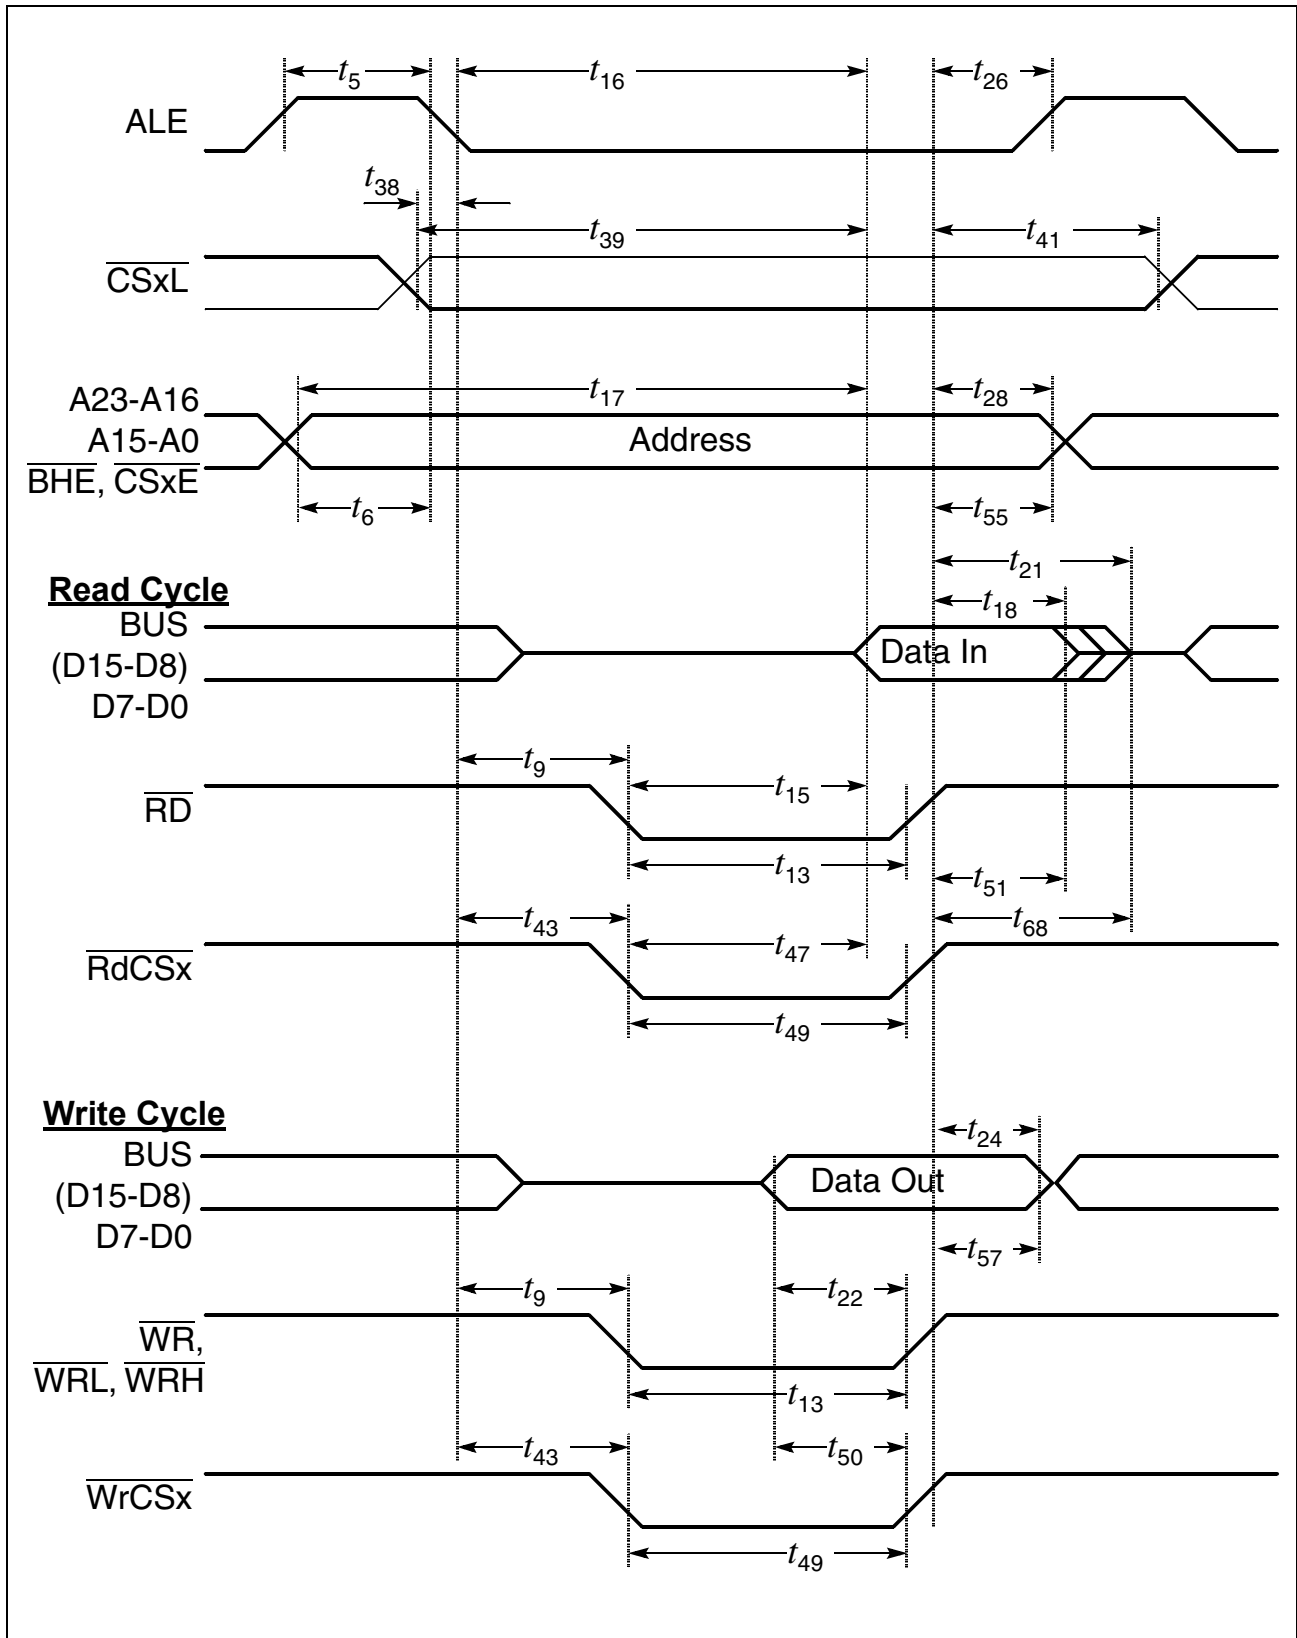 t5 t16 t26
ALE
t38
t39 t41
CSxL
A23-A16 t17 t28
A15-A0 Address
BHE, CSxE
t6 t55
t21
Read Cycle
t18
BUS
(D15-D8) Data In
D7-D0
t9
RD t15
t13
t51
t43 t68
RdCSx t47
t49
Write Cycle
t24
BUS
(D15-D8) Data Out
D7-D0
t57
t9 t22
WR,
WRL, WRH
t13
t43 t50
WrCSx
t49